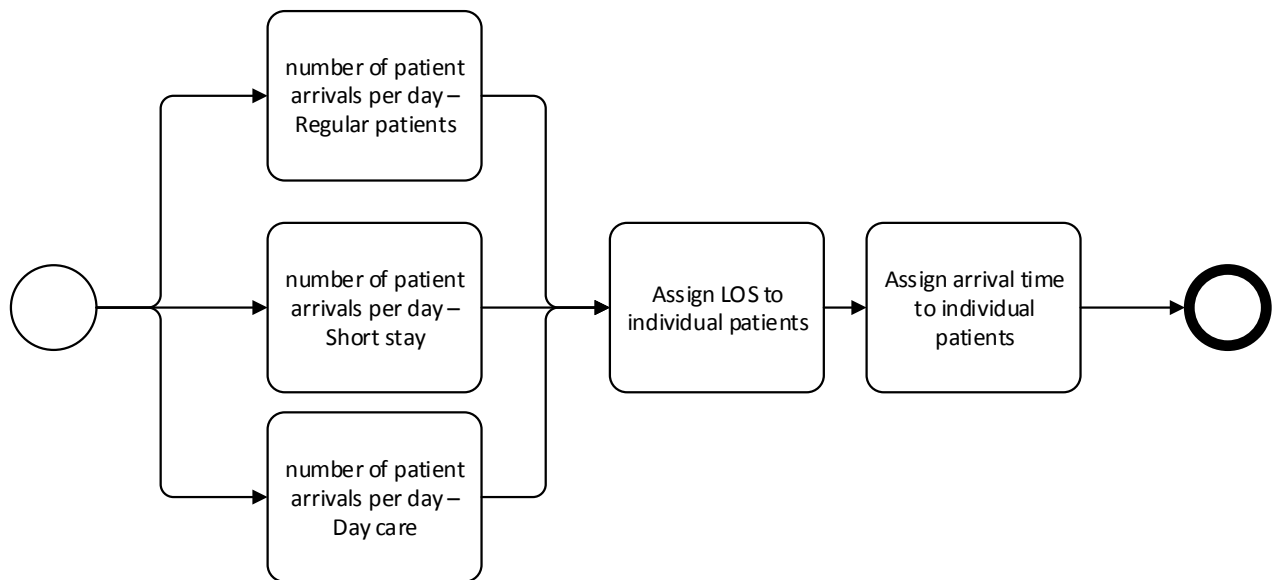 number of patient
arrivals per day –
Regular patients
number of patient
arrivals per day –
Short stay
number of patient
arrivals per day –
Day care
Assign LOS to
individual patients
Assign arrival time
to individual
patients